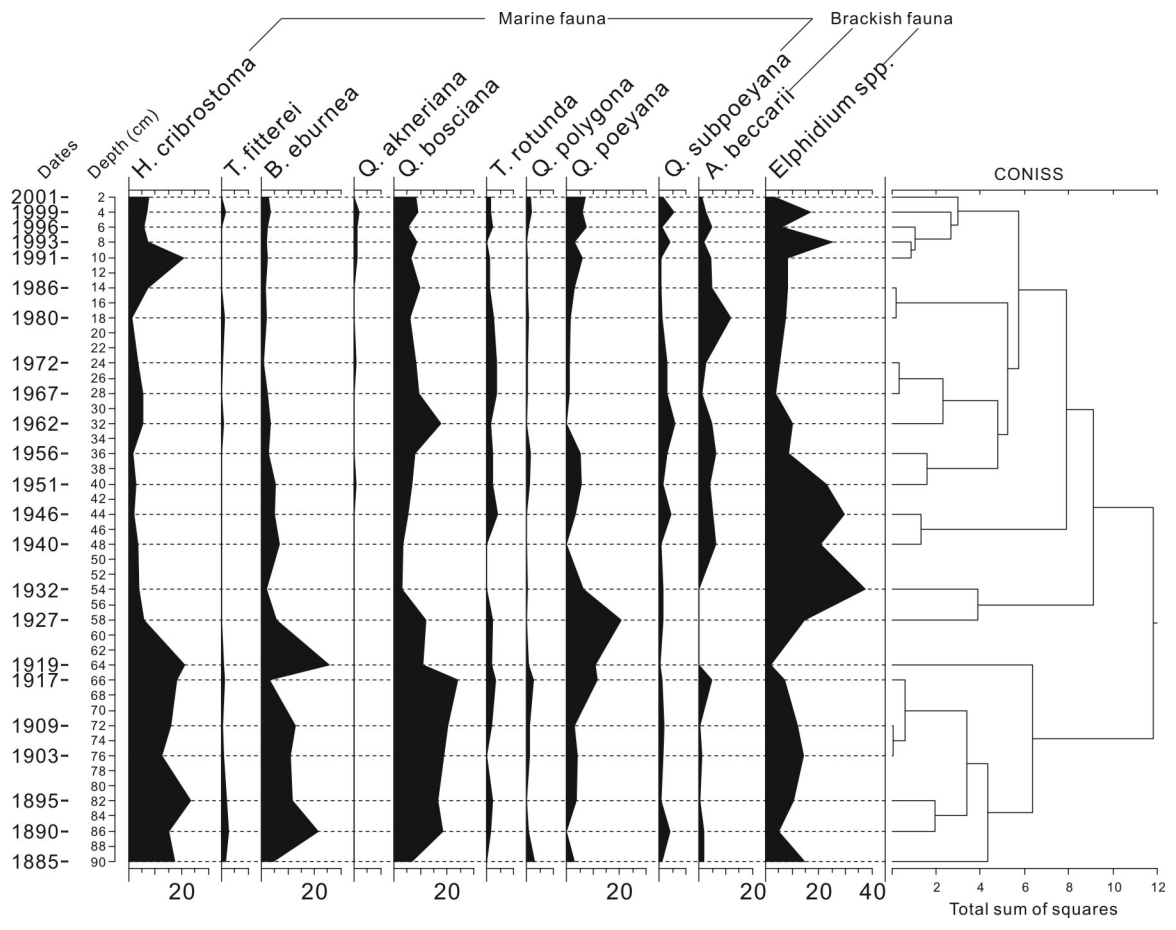 Marine fauna
Brackish fauna
Dates
Depth (cm)
H. cribrostoma
T. fitterei
B. eburnea
Q. akneriana
Q. bosciana
T. rotunda
Q. polygona
Q. poeyana
Q. subpoeyana
A. beccarii
Elphidium spp.
CONISS
2001 2
1999 4
1996 6
1993 8
1991 10
12
1986 14
16
1980 18
20
22
1972 24
26
1967 28
30
1962 32
34
1956 36
38
1951 40
42
1946 44
46
1940 48
50
52
1932 54
56
1927 58
60
62
1919 64
1917 66
68
70
1909 72
74
1903 76
78
80
1895 82
84
1890 86
88
1885 90
20 20 20 20 20 20 40
2 4 6 8 10 12
Total sum of squares